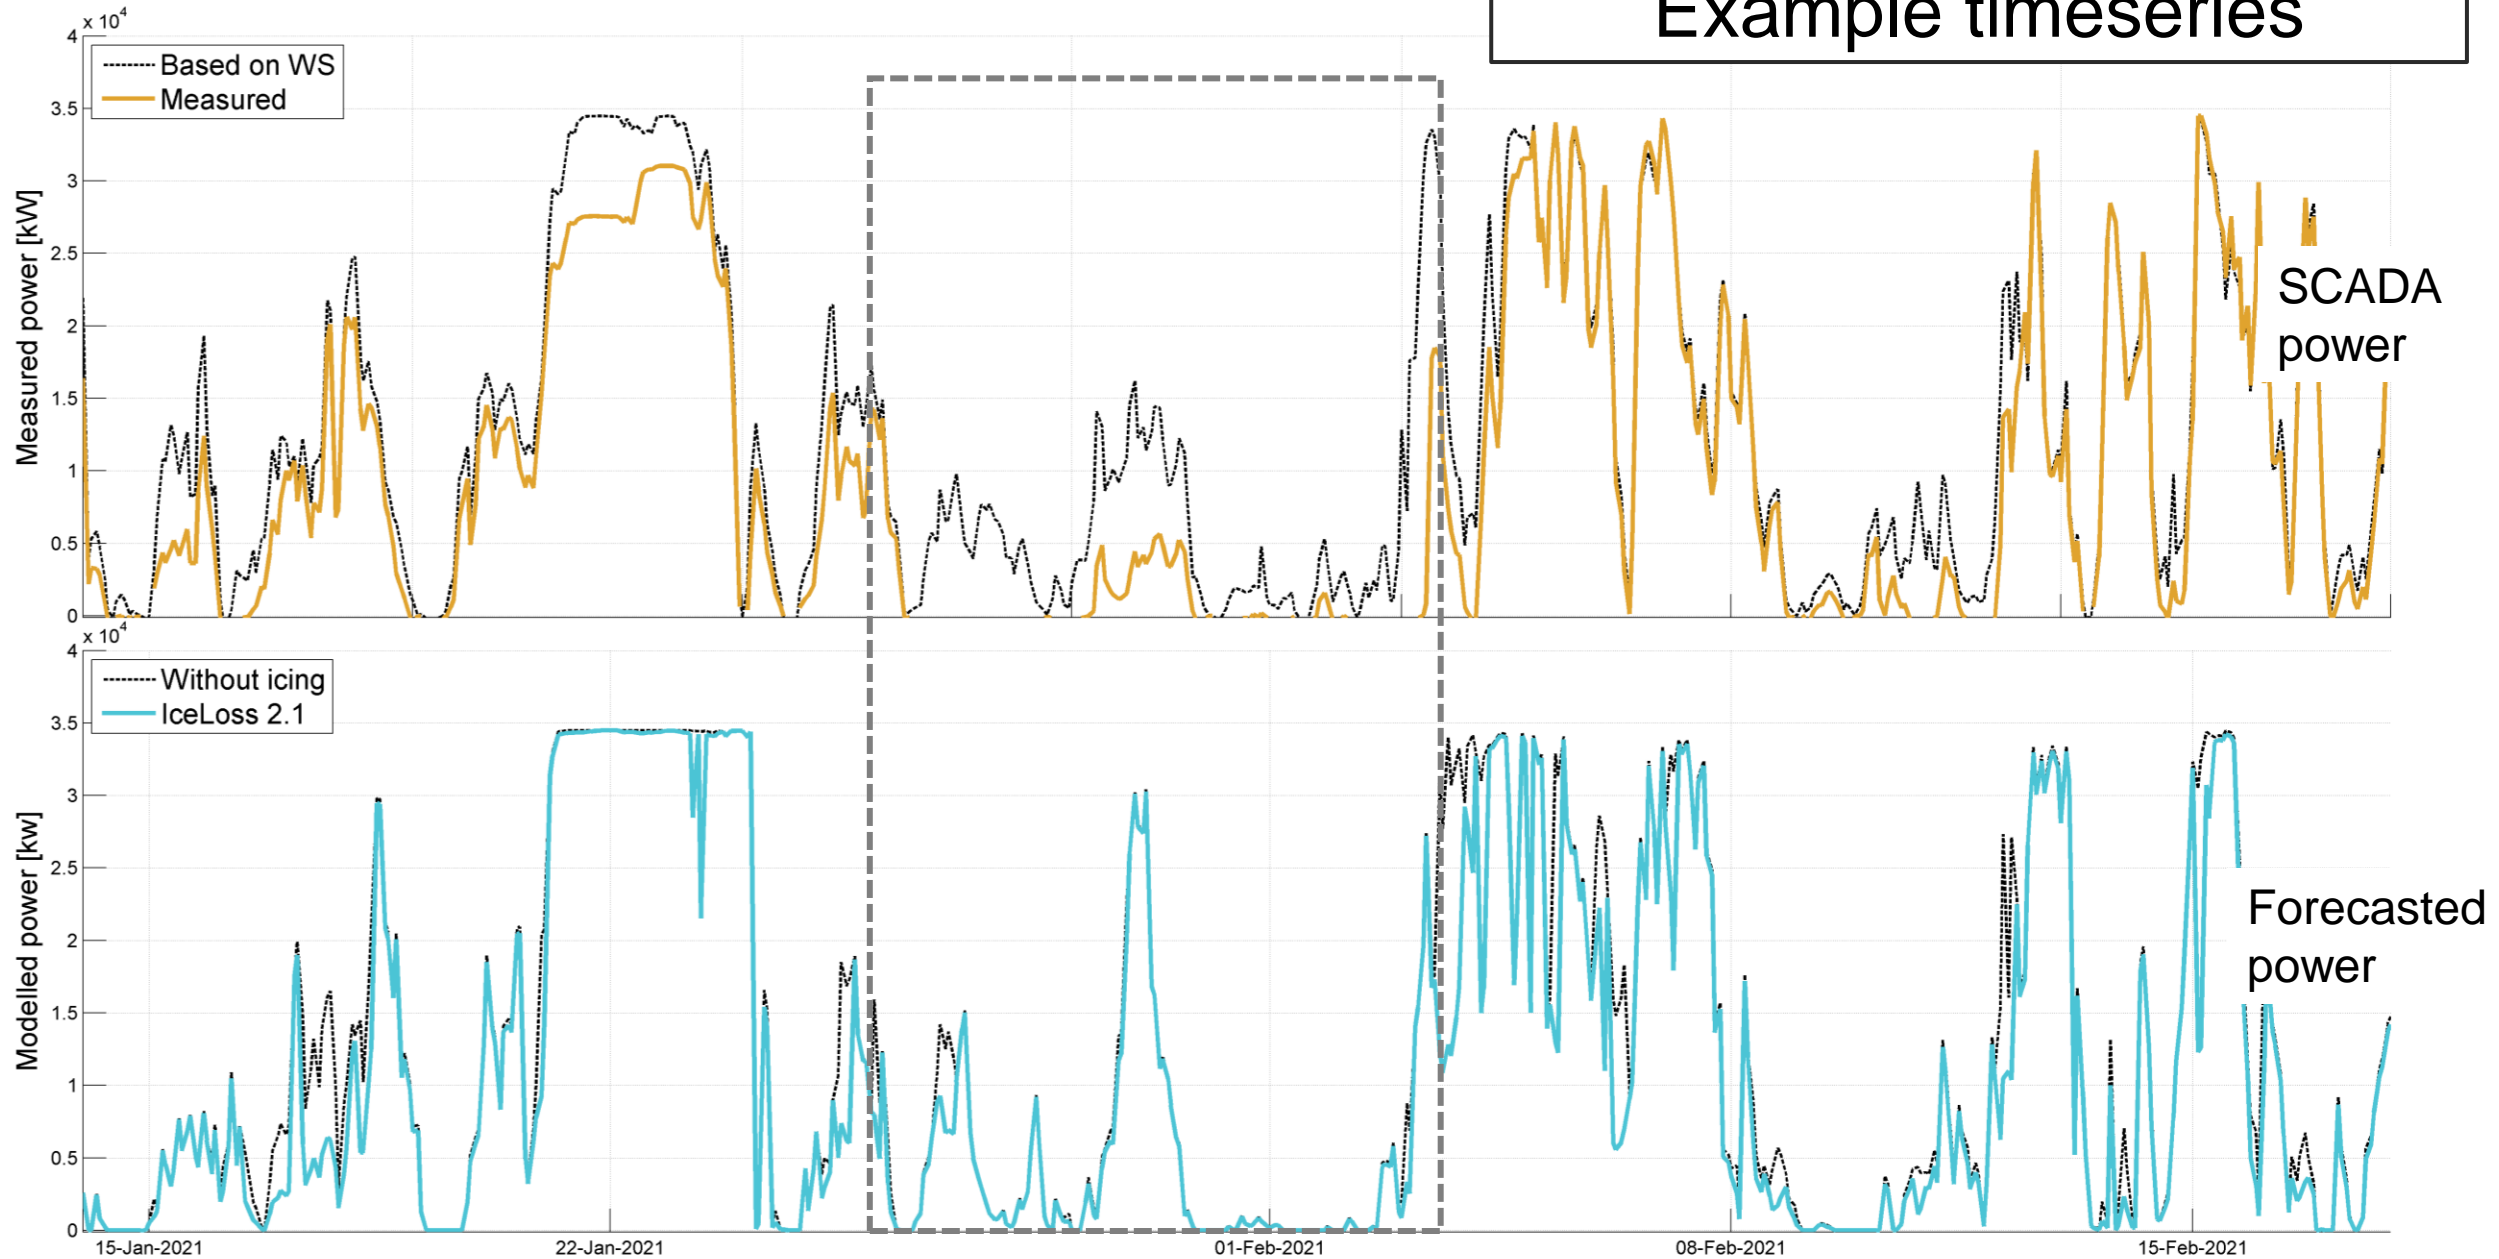 Example timeseries
x 10^4
4
3.5
3
2.5
2
1.5
1
0.5
0
Measured power [kW]
Based on WS
Measured
SCADA
power
x 10^4
4
3.5
3
2.5
2
1.5
1
0.5
0
Modelled power [kw]
Without icing
IceLoss 2.1
Forecasted
power
15-Jan-2021
22-Jan-2021
01-Feb-2021
08-Feb-2021
15-Feb-2021